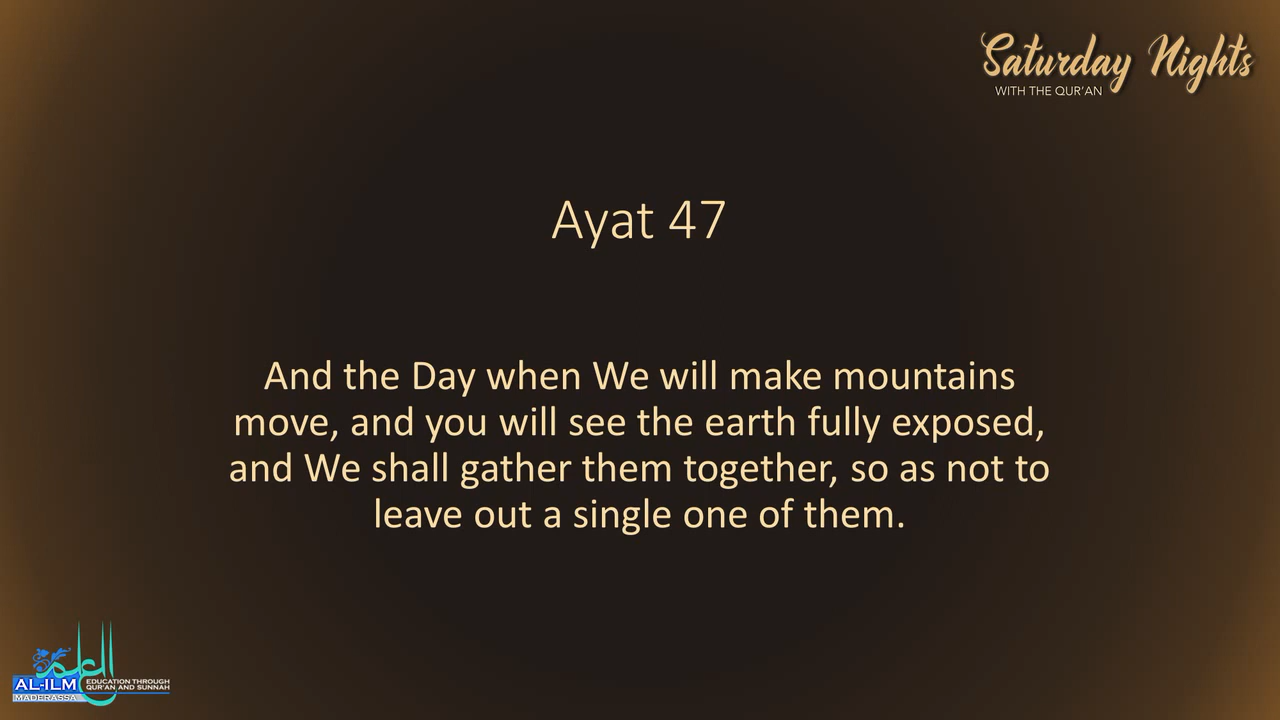 Saturday Nights
WITH THE QUR'AN
Ayat 47
And the Day when We will make mountains
move, and you will see the earth fully exposed,
and We shall gather them together, so as not to
leave out a single one of them.
العلم
AL-ILM
MADERASSA
EDUCATION THROUGH
QUR'AN AND SUNNAH